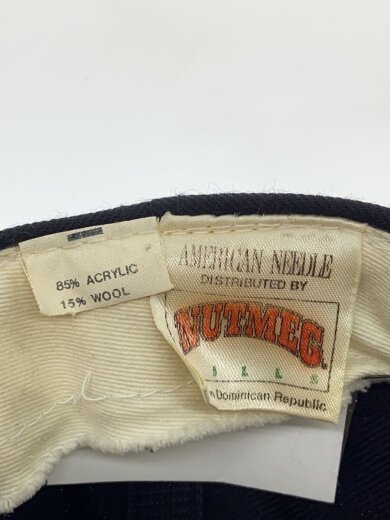 85% ACRYLIC
15% WOOL
AMERICAN NEEDLE
DISTRIBUTED BY
NUTMEG
MILLS
Dominican Republic